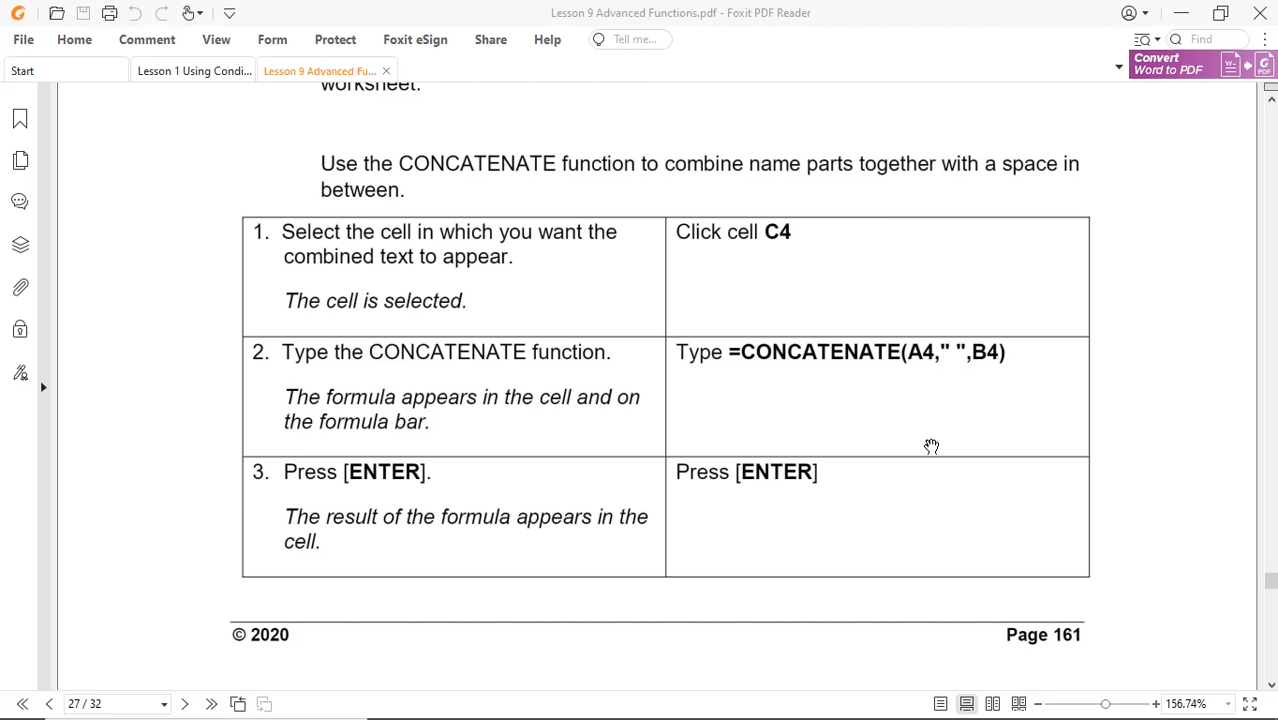 Lesson 9 Advanced Functions.pdf - Foxit PDF Reader
File Home Comment View Form Protect Foxit eSign Share Help Tell me... Find
Start Lesson 1 Using Condi... Lesson 9 Advanced Fu... Convert
Word to PDF
worksheet.
Use the CONCATENATE function to combine name parts together with a space in
between.
1. Select the cell in which you want the
combined text to appear.
The cell is selected.
Click cell C4
2. Type the CONCATENATE function.
The formula appears in the cell and on
the formula bar.
Type =CONCATENATE(A4," ",B4)
3. Press [ENTER].
The result of the formula appears in the
cell.
Press [ENTER]
© 2020 Page 161
27 / 32 156.74%